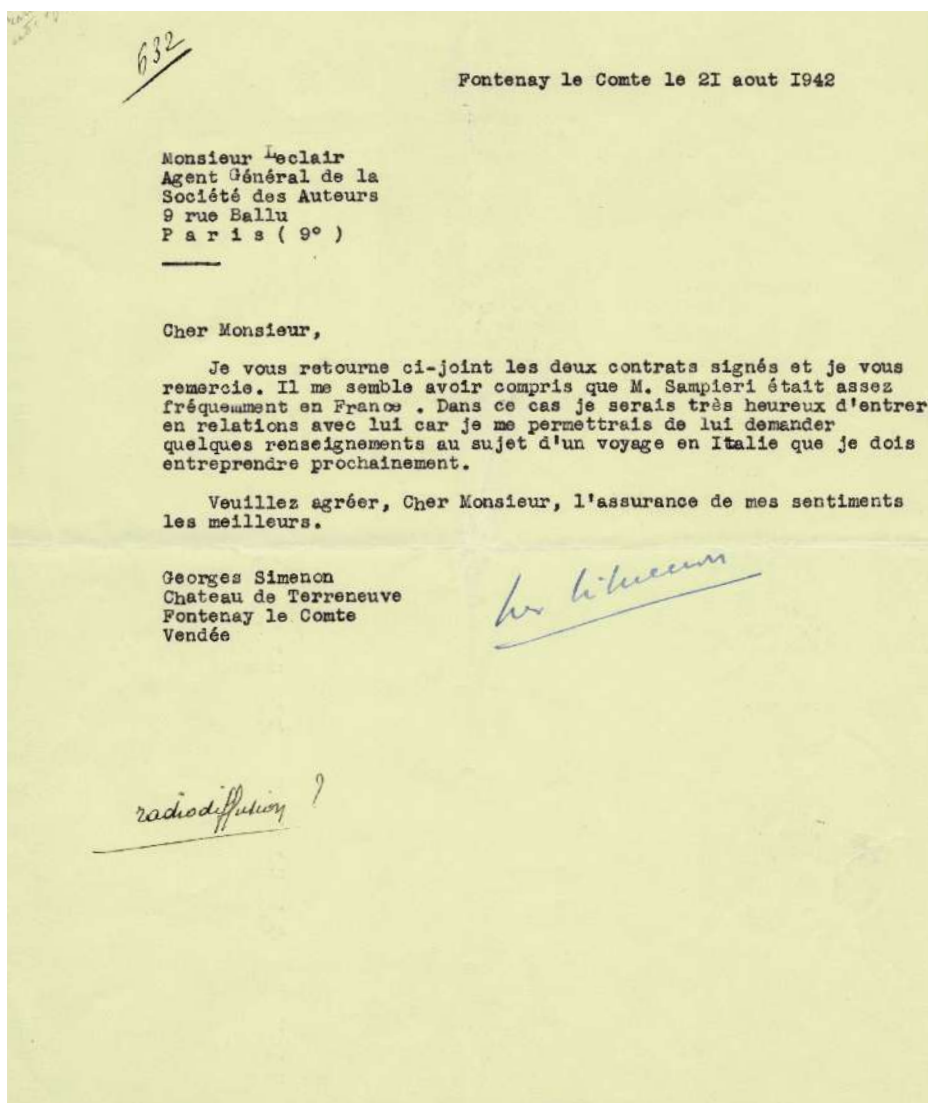 632
Fontenay le Comte le 2I aout I942
Monsieur Leclair
Agent Général de la
Société des Auteurs
9 rue Ballu
P a r i s ( 9° )
Cher Monsieur,
Je vous retourne ci-joint les deux contrats signés et je vous
remercie. Il me semble avoir compris que M. Sampieri était assez
fréquemment en France . Dans ce cas je serais très heureux d'entrer
en relations avec lui car je me permettrais de lui demander
quelques renseignements au sujet d'un voyage en Italie que je dois
entreprendre prochainement.
Veuillez agréer, Cher Monsieur, l'assurance de mes sentiments
les meilleurs.
Georges Simenon
Chateau de Terreneuve
Fontenay le Comte
Vendée
radiodiffusion ?